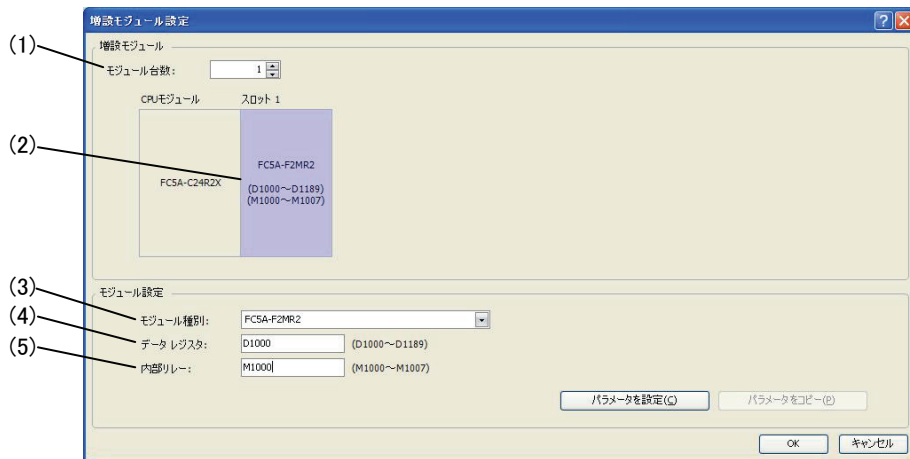 増設モジュール設定
増設モジュール
(1)
モジュール台数: 1
CPUモジュール スロット 1
(2)
FC5A-C24R2X
FC5A-F2MR2
(D1000～D1189)
(M1000～M1007)
モジュール設定
(3)
モジュール種別: FC5A-F2MR2
(4)
データ レジスタ: D1000 (D1000～D1189)
(5)
内部リレー: M1000 (M1000～M1007)
パラメータを設定(C) パラメータをコピー(P)
OK キャンセル